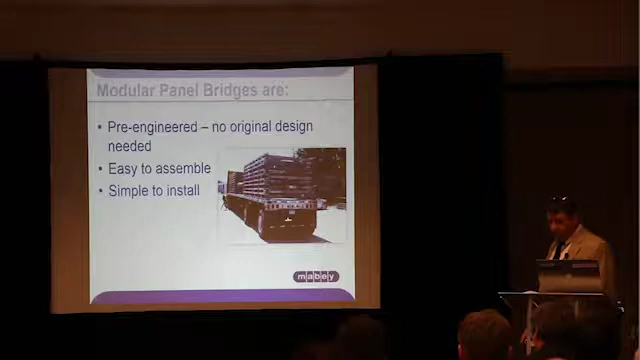 Modular Panel Bridges are:
• Pre-engineered – no original design
needed
• Easy to assemble
• Simple to install
mabey